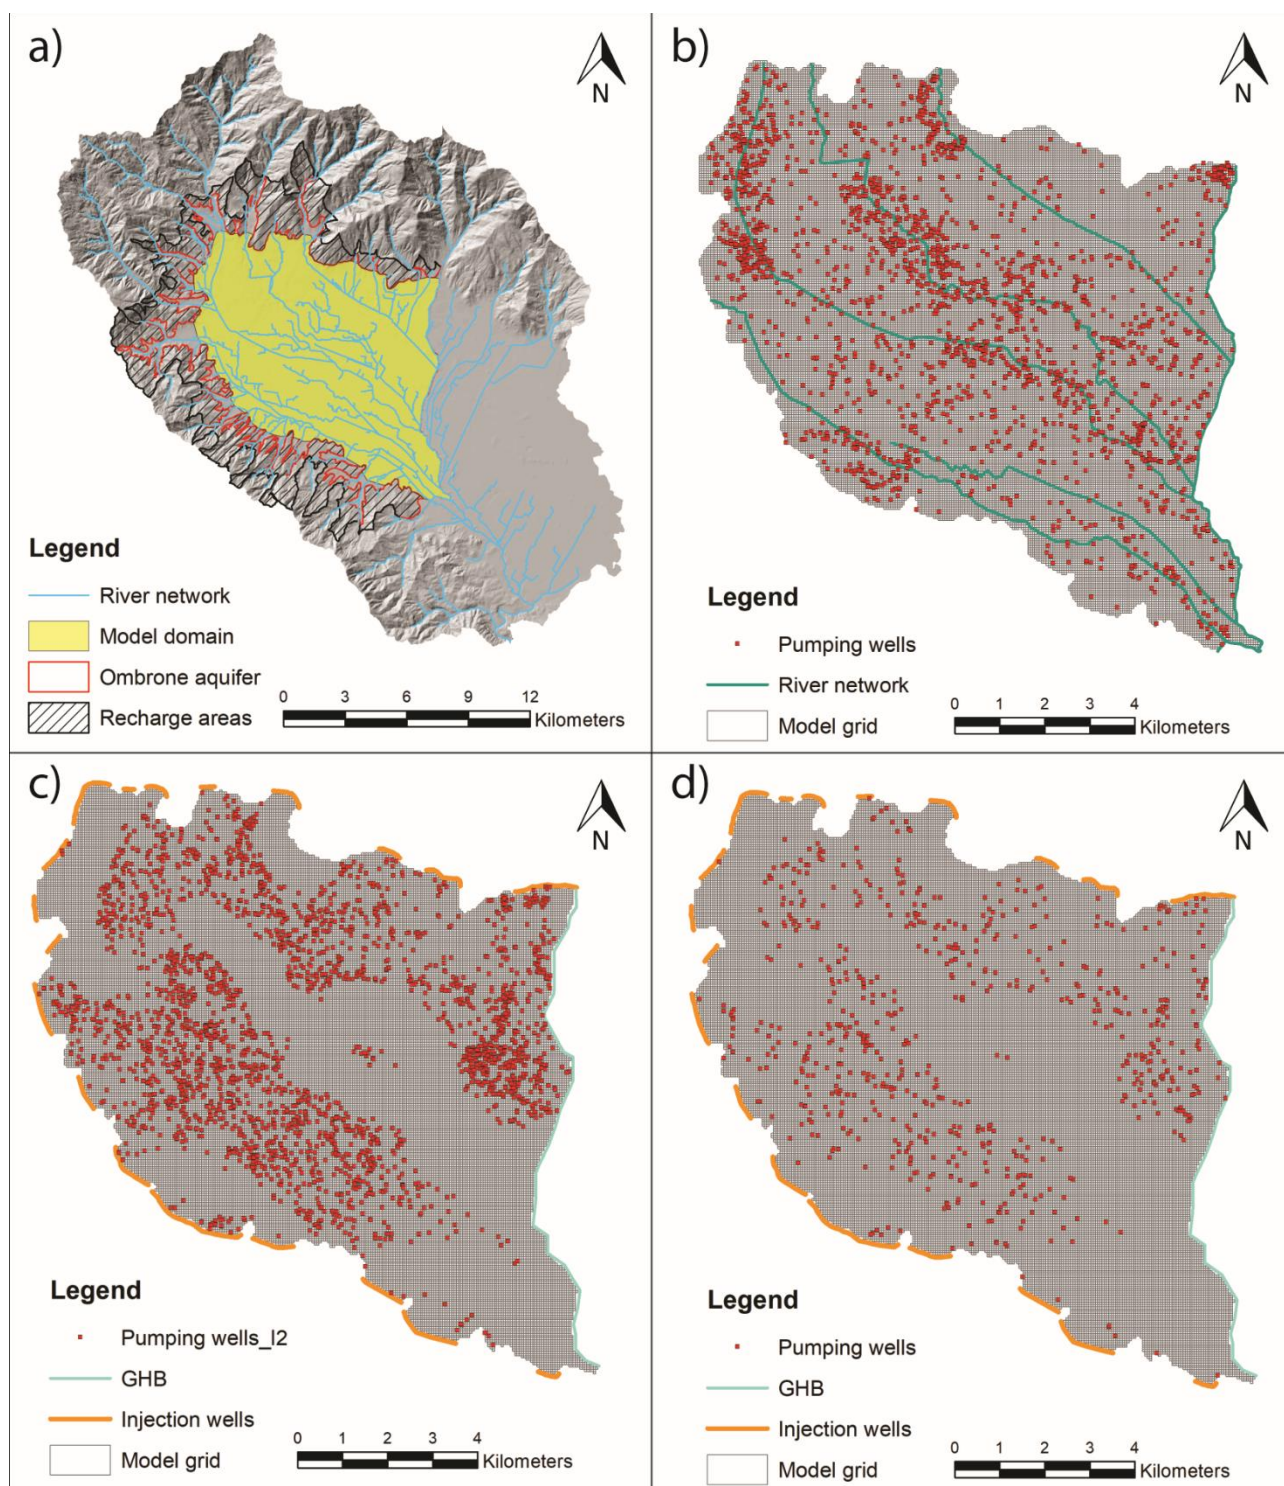 a)
N
Legend
River network
Model domain
Ombrone aquifer
Recharge areas
0 3 6 9 12
Kilometers
b)
N
Legend
Pumping wells
River network
Model grid
0 1 2 3 4
Kilometers
c)
N
Legend
Pumping wells_l2
GHB
Injection wells
Model grid
0 1 2 3 4
Kilometers
d)
N
Legend
Pumping wells
GHB
Injection wells
Model grid
0 1 2 3 4
Kilometers